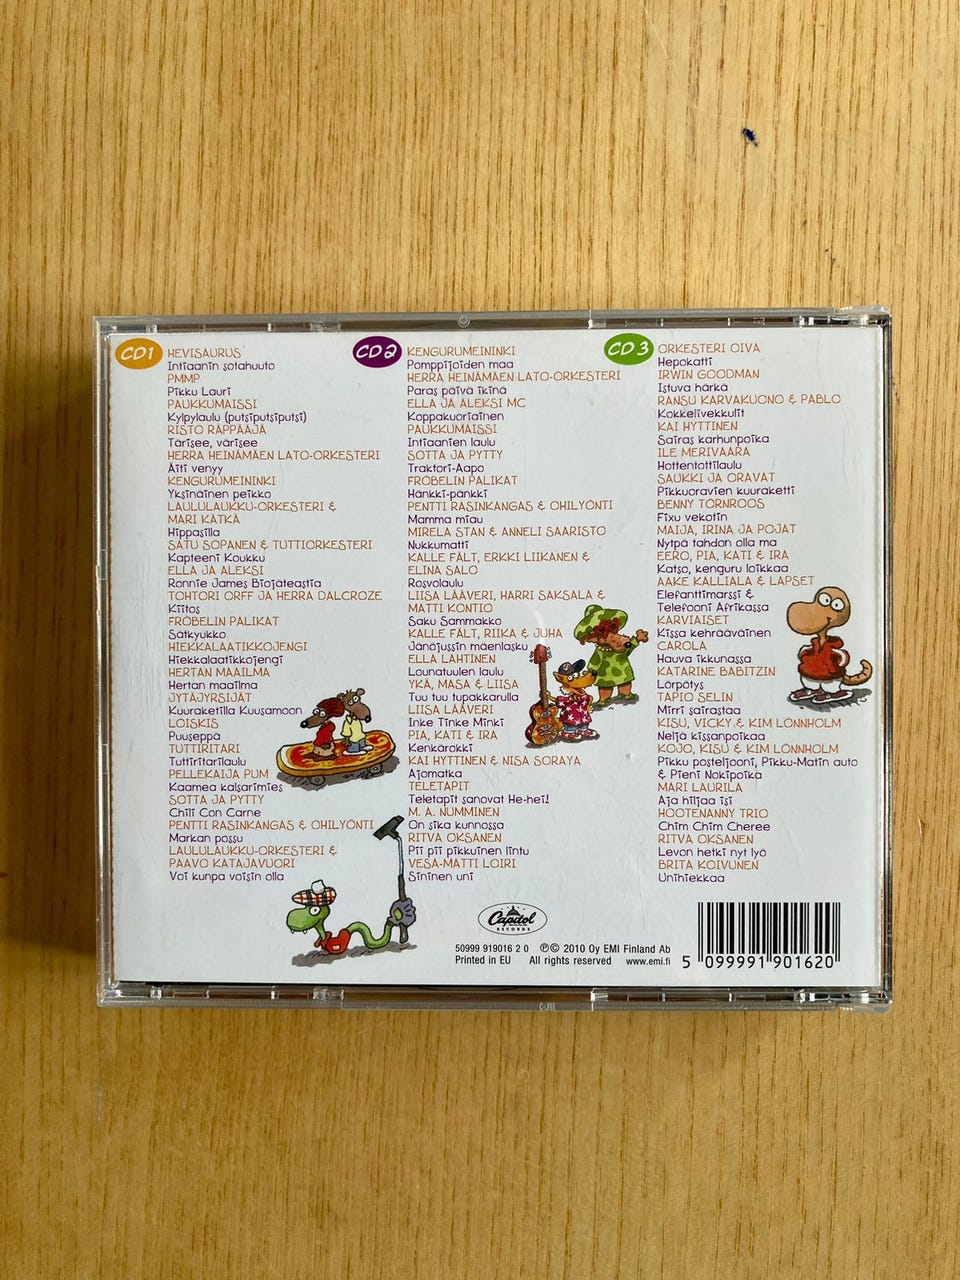 CD1
HEVISAURUS
Intiaanin sotahuuto
PMMP
Pikku Lauri
PAUKKUMAISSI
Kylpylaulu (putsiputsiputsi)
RISTO RÄPPÄÄJÄ
Tärisee, värisee
HERRA HEINÄMÄEN LATO-ORKESTERI
Äiti venyy
KENGURUMEININKI
Yksinäinen peikko
LAULULAUKKU-ORKESTERI &
MARI KÄTKÄ
Hippasilla
SATU SOPANEN & TUTTIORKESTERI
Kapteeni Koukku
ELLA JA ALEKSI
Ronnie James Biojäteastia
TOHTORI ORFF JA HERRA DALCROZE
Kiitos
FRÖBELIN PALIKAT
Sätkyukko
HIEKKALAATIKKOJENGI
Hiekkalaatikkojengi
HERTAN MAAILMA
Hertan maailma
JYTÄJYRSIJÄT
Kuuraketilla Kuusamoon
LOISKIS
Puuseppä
TUTTIRITARI
Tuttiritarilaulu
PELLEKAIJA PUM
Kaamea kalsarimies
SOTTA JA PYTTY
Chili Con Carne
PENTTI RASINKANGAS & OHILYÖNTI
Markan possu
LAULULAUKKU-ORKESTERI &
PAAVO KATAJAVUORI
Voi kunpa voisin olla
CD2
KENGURUMEININKI
Pomppijoiden maa
HERRA HEINÄMÄEN LATO-ORKESTERI
Paras päivä ikinä
ELLA JA ALEKSI MC
Koppakuoriainen
PAUKKUMAISSI
Intiaanien laulu
SOTTA JA PYTTY
Traktori-Aapo
FRÖBELIN PALIKAT
Hänkki-pänkki
PENTTI RASINKANGAS & OHILYÖNTI
Mamma miau
MIRELA STAN & ANNELI SAARISTO
Nukkumatti
KALLE FÄLT, ERKKI LIIKANEN &
ELINA SALO
Rosvolaulu
LIISA LÄÄVERI, HARRI SAKSALA &
MATTI KONTIO
Saku Sammakko
KALLE FÄLT, RIIKA & JUHA
Jänöjussin mäenlasku
ELLA LAHTINEN
Lounatuulen laulu
YKÄ, MASA & LIISA
Tuu tuu tupakkarulla
LIISA LÄÄVERI
Inke Tinke Minki
PIA, KATI & IRA
Kenkärokki
KAI HYTTINEN & NISA SORAYA
Ajomatka
TELETAPIT
Teletapit sanovat He-hei!
M. A. NUMMINEN
On sika kunnossa
RITVA OKSANEN
Pii pii pikkuinen lintu
VESA-MATTI LOIRI
Sininen uni
CD3
ORKESTERI OIVA
Hepokatti
IRWIN GOODMAN
Istuva härkä
RANSU KARVAKUONO & PABLO
Kokkelivekkulit
KAI HYTTINEN
Sairas karhunpoika
ILE MERIVAARA
Hottentottilaulu
SAUKKI JA ORAVAT
Pikkuoravien kuuraketti
BENNY TÖRNROOS
Fixu vekotin
MAIJA, IRINA JA POJAT
Nytpä tahdon olla ma
EERO, PIA, KATI & IRA
Katso, kenguru loikkaa
AAKE KALLIALA & LAPSET
Elefanttimarssi &
Telefooni Afrikassa
KARVIAISET
Kissa kehrääväinen
CAROLA
Hauva ikkunassa
KATARINE BABITZIN
Lörpötys
TAPIO SELIN
Mirri sairastaa
KISU, VICKY & KIM LÖNNHOLM
Neljä kissanpoikaa
KOJO, KISU & KIM LÖNNHOLM
Pikku posteljooni, Pikku-Matin auto
& Pieni Nokipoika
MARI LAURILA
Aja hiljaa isi
HOOTENANNY TRIO
Chim Chim Cheree
RITVA OKSANEN
Levon hetki nyt lyö
BRITA KOIVUNEN
Unihiekkaa
Capitol
RECORDS
50999 919016 2 0 ℗© 2010 Oy EMI Finland Ab
Printed in EU All rights reserved www.emi.fi
5 099991 901620